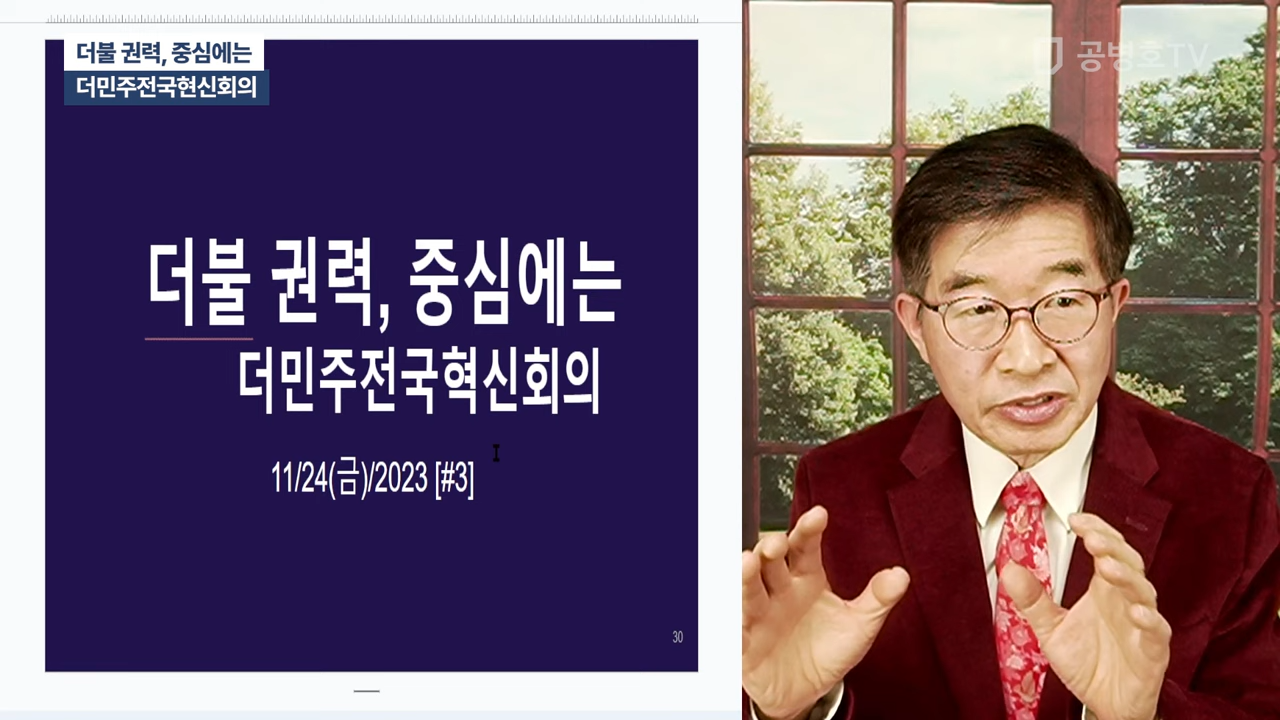 더불 권력, 중심에는
더민주전국현신회의
더불 권력, 중심에는
더민주전국혁신회의
11/24(금)/2023 [#3]
30
공병호TV